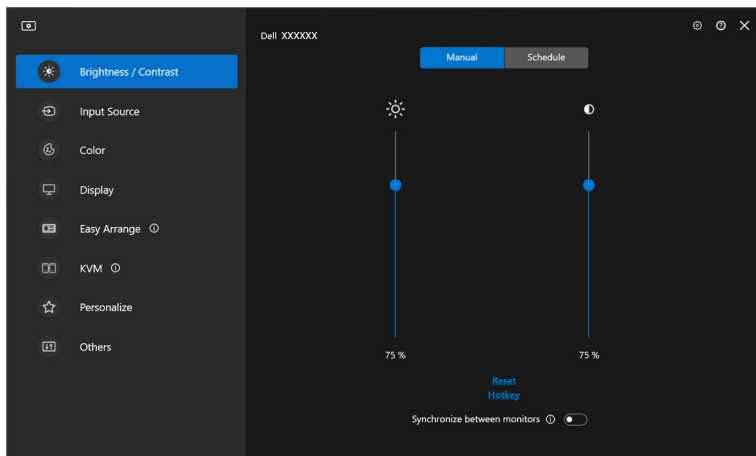 Dell XXXXXX
Manual
Schedule
Brightness / Contrast
Input Source
Color
Display
Easy Arrange
KVM
Personalize
Others
75 %
75 %
Reset
Hotkey
Synchronize between monitors